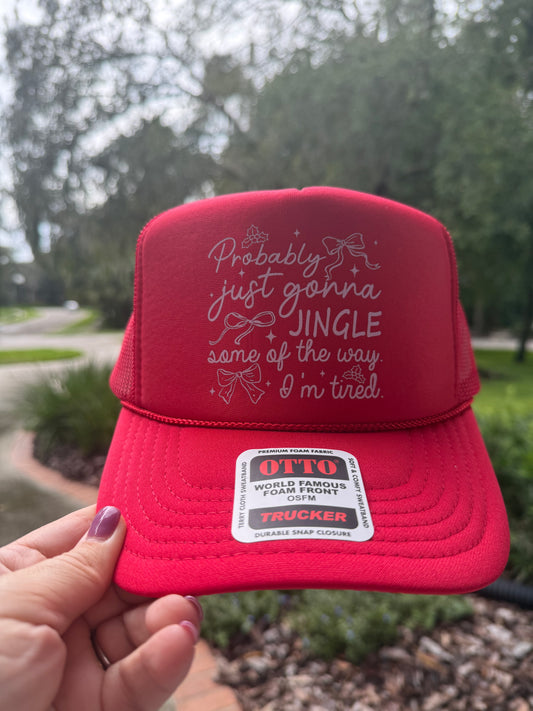 Probably
just gonna
JINGLE
some of the way.
I'm tired.
PREMIUM FOAM FABRIC
OTTO
WORLD FAMOUS
FOAM FRONT
OSFM
TRUCKER
DURABLE SNAP CLOSURE
TERRY CLOTH SWEATBAND
SOFT & COMFY SWEATBAND